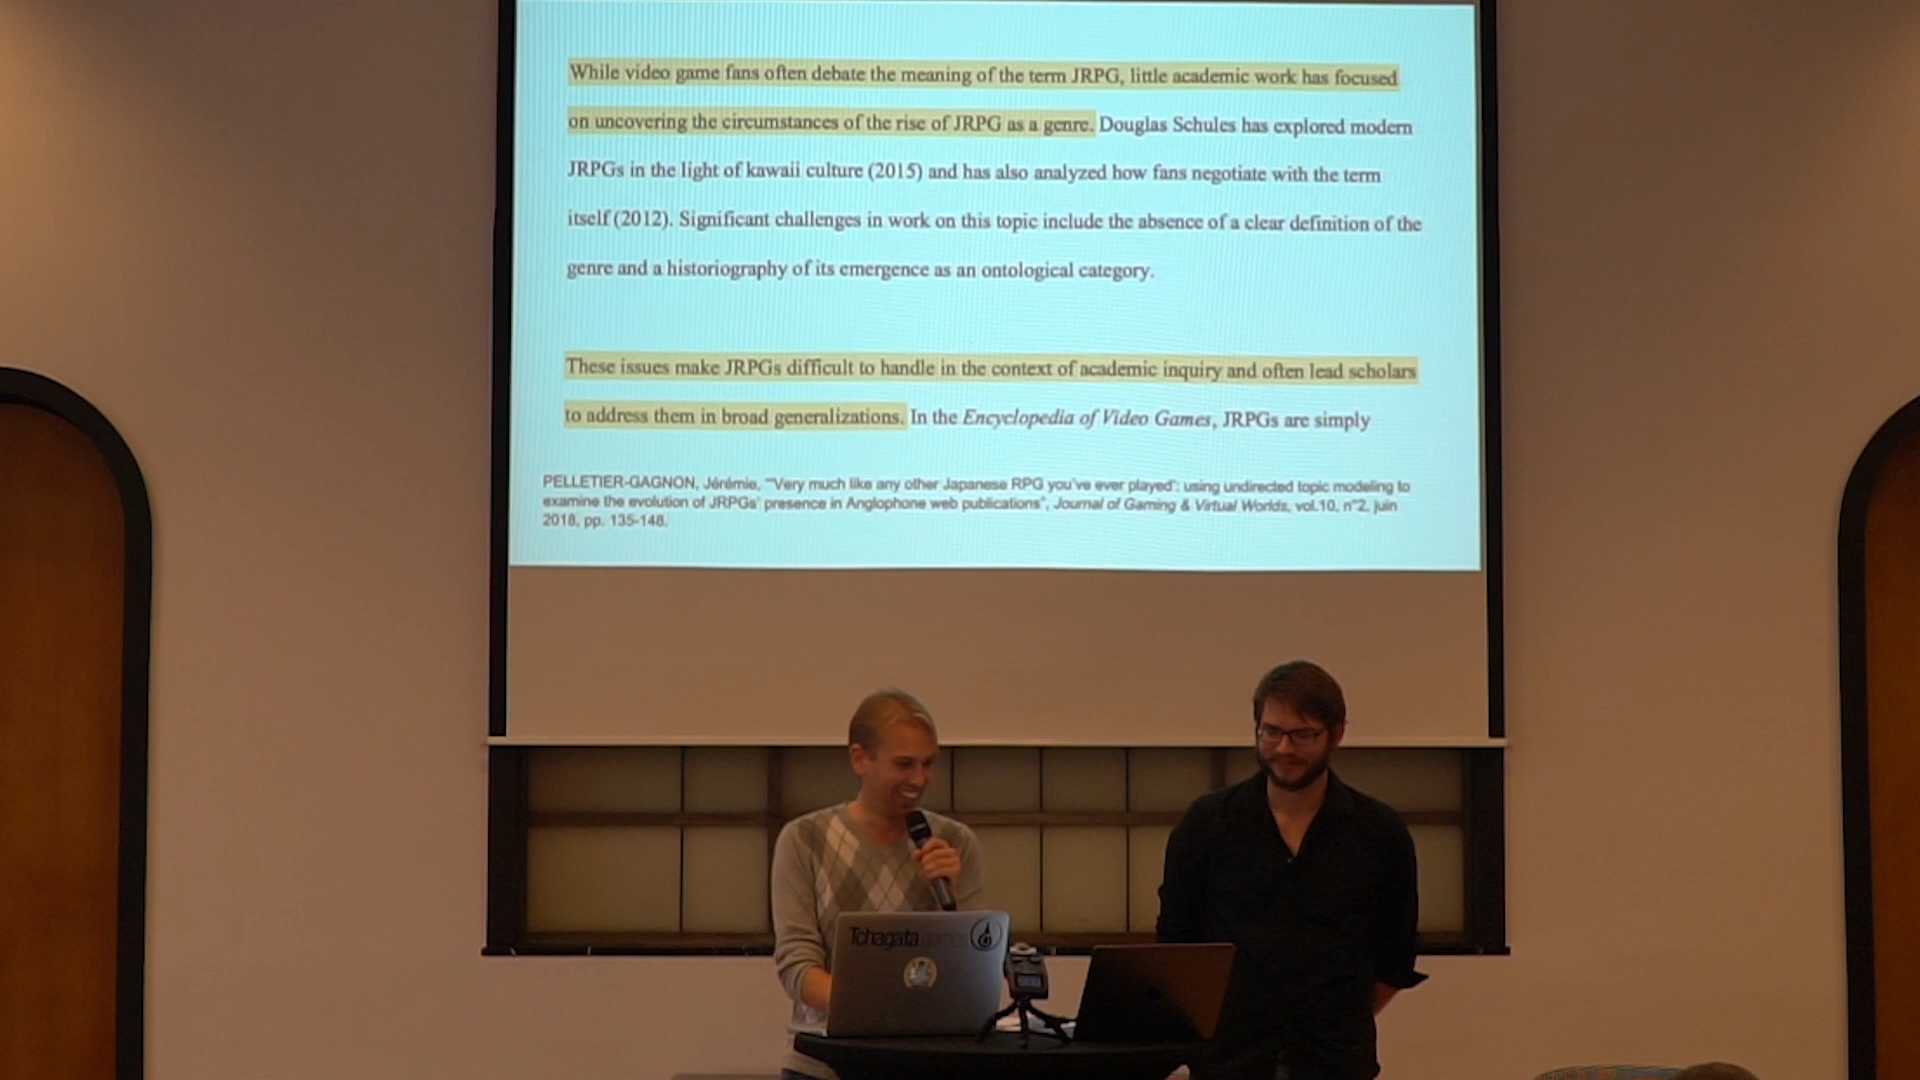 While video game fans often debate the meaning of the term JRPG, little academic work has focused
on uncovering the circumstances of the rise of JRPG as a genre. Douglas Schules has explored modern
JRPGs in the light of kawaii culture (2015) and has also analyzed how fans negotiate with the term
itself (2012). Significant challenges in work on this topic include the absence of a clear definition of the
genre and a historiography of its emergence as an ontological category.
These issues make JRPGs difficult to handle in the context of academic inquiry and often lead scholars
to address them in broad generalizations. In the Encyclopedia of Video Games, JRPGs are simply
PELLETIER-GAGNON, Jérémie, "'Very much like any other Japanese RPG you've ever played': using undirected topic modeling to
examine the evolution of JRPGs' presence in Anglophone web publications", Journal of Gaming & Virtual Worlds, vol.10, n°2, juin
2018, pp. 135-148.
Tchagata games